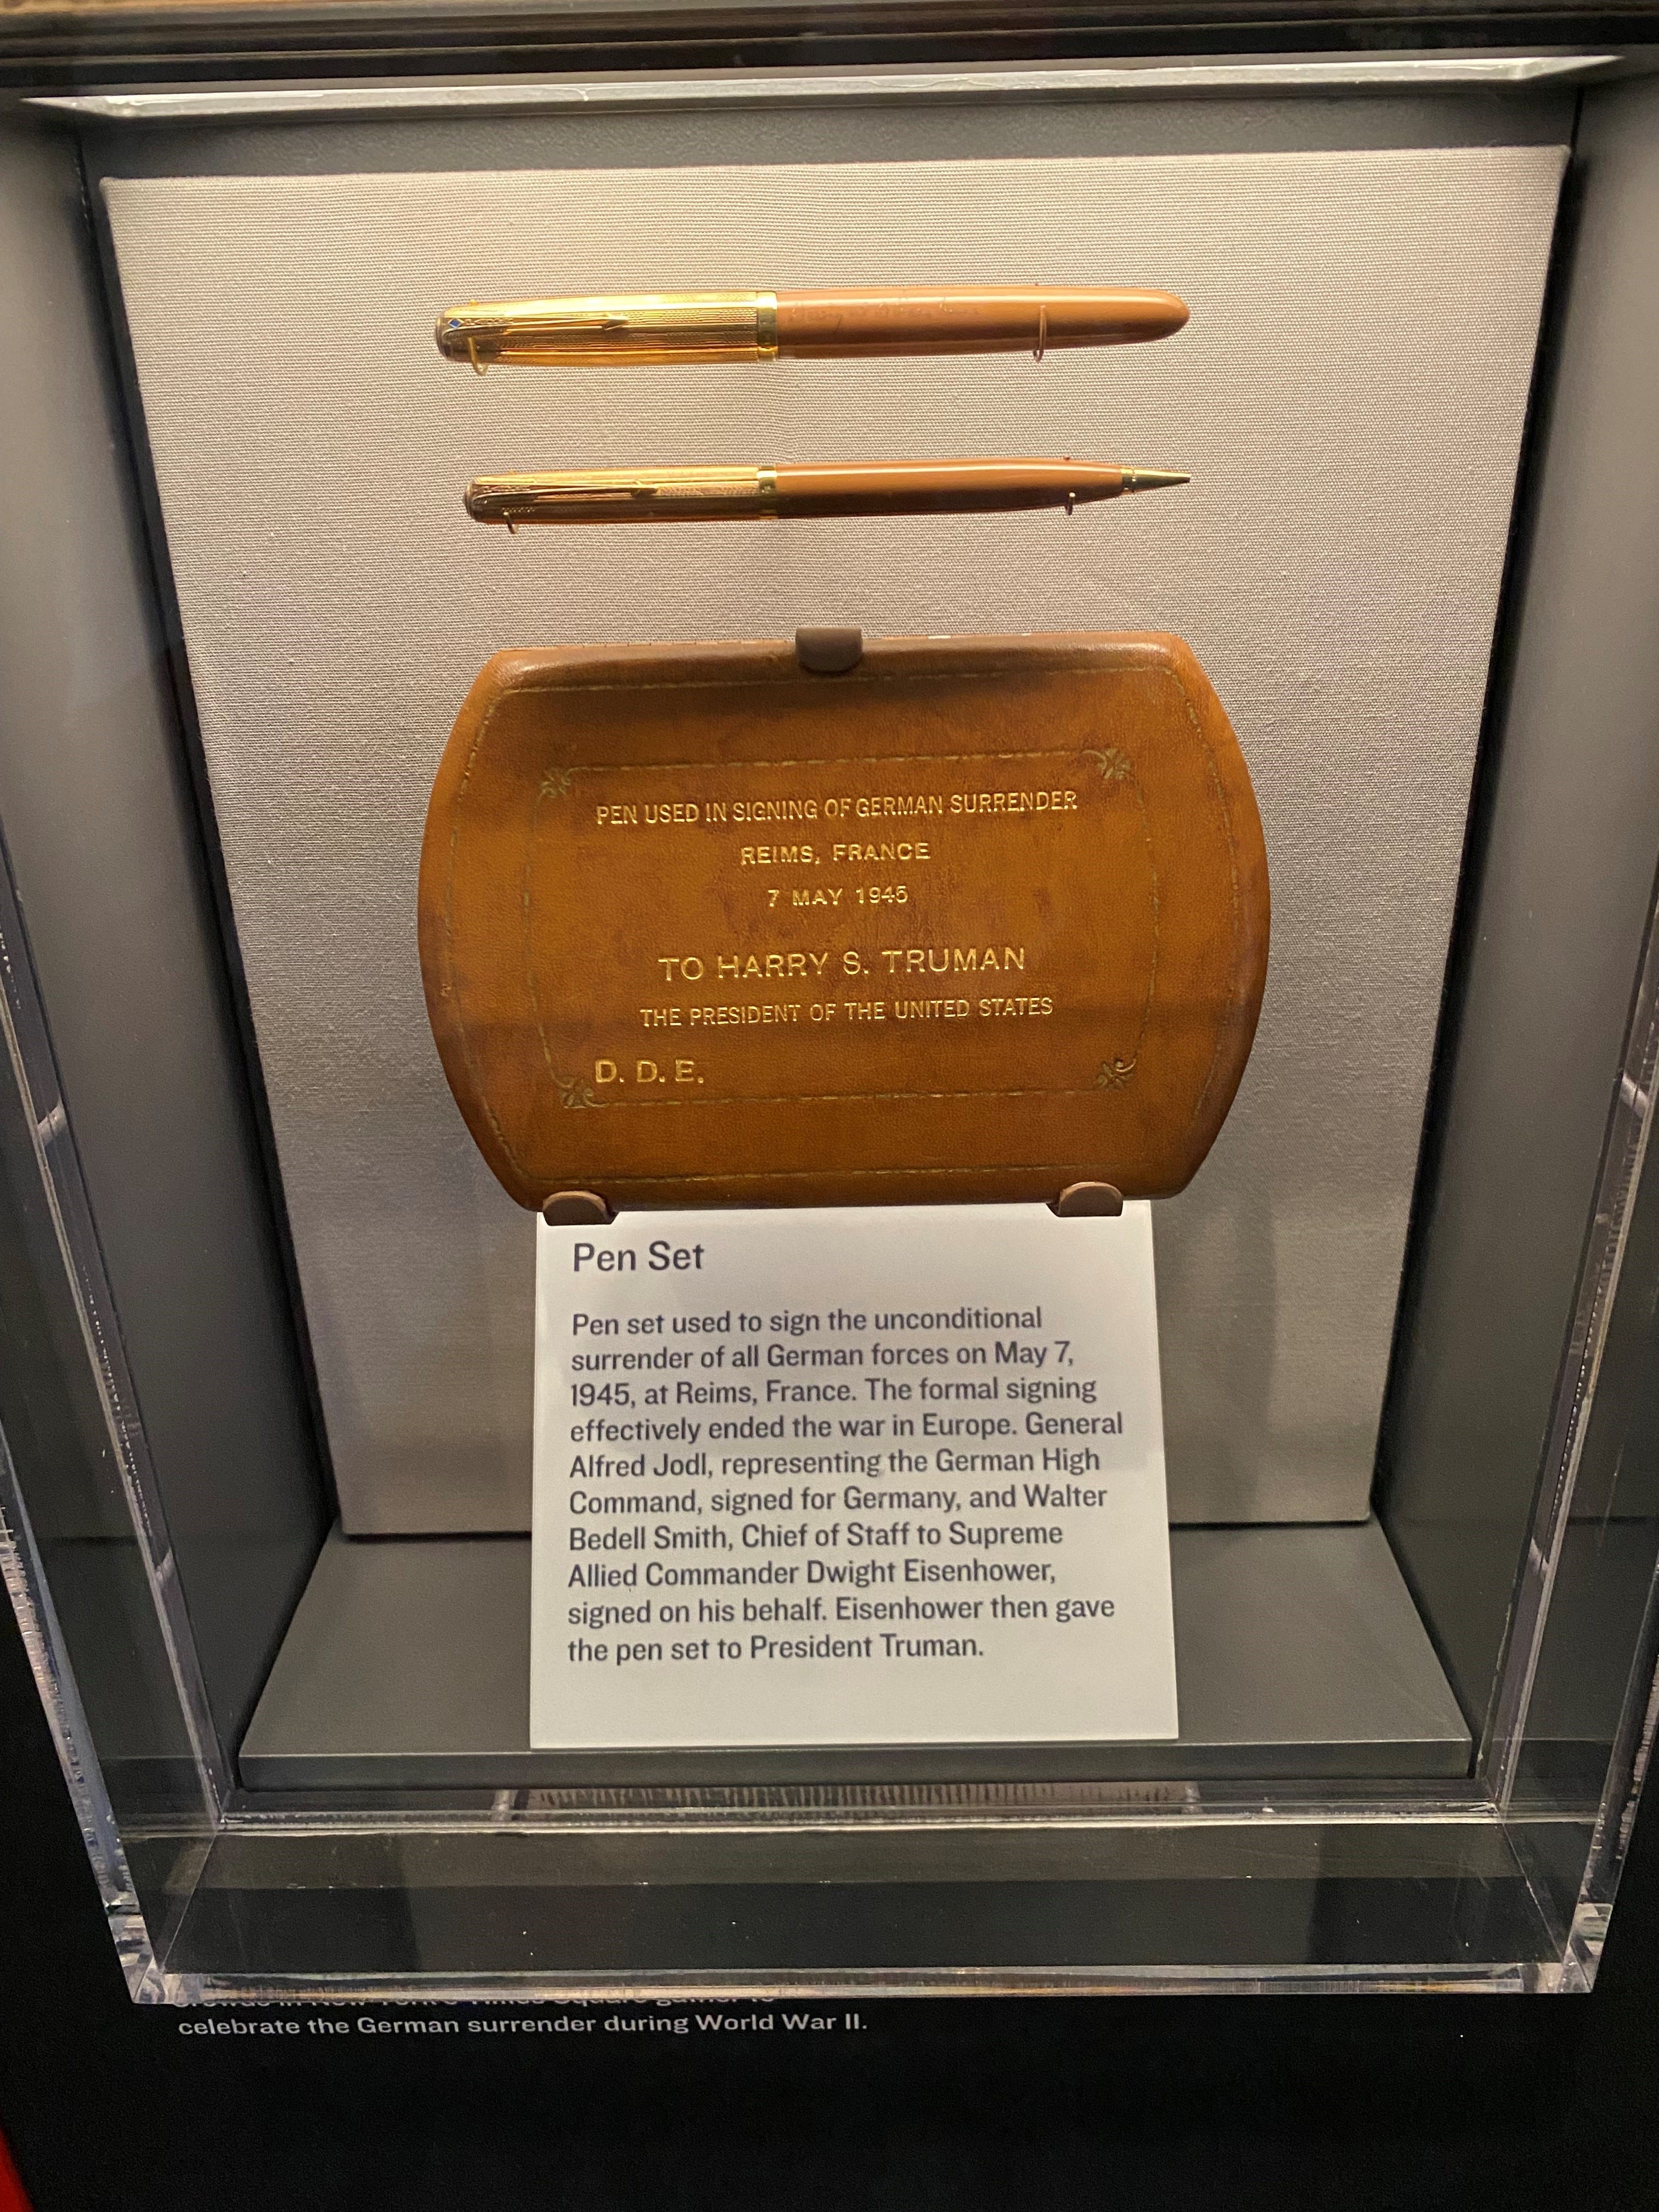 PEN USED IN SIGNING OF GERMAN SURRENDER
REIMS, FRANCE
7 MAY 1945
TO HARRY S. TRUMAN
THE PRESIDENT OF THE UNITED STATES
D. D. E.
Pen Set
Pen set used to sign the unconditional
surrender of all German forces on May 7,
1945, at Reims, France. The formal signing
effectively ended the war in Europe. General
Alfred Jodl, representing the German High
Command, signed for Germany, and Walter
Bedell Smith, Chief of Staff to Supreme
Allied Commander Dwight Eisenhower,
signed on his behalf. Eisenhower then gave
the pen set to President Truman.
celebrate the German surrender during World War II.